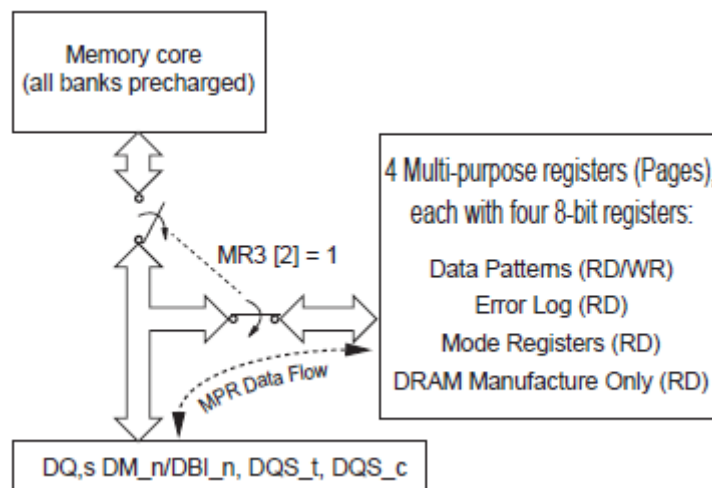 Memory core
(all banks precharged)
4 Multi-purpose registers (Pages),
each with four 8-bit registers:
Data Patterns (RD/WR)
Error Log (RD)
Mode Registers (RD)
DRAM Manufacture Only (RD)
MR3 [2] = 1
MPR Data Flow
DQ,s DM_n/DBI_n, DQS_t, DQS_c